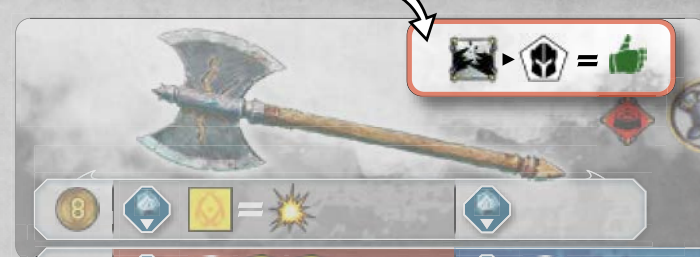 =
8
=